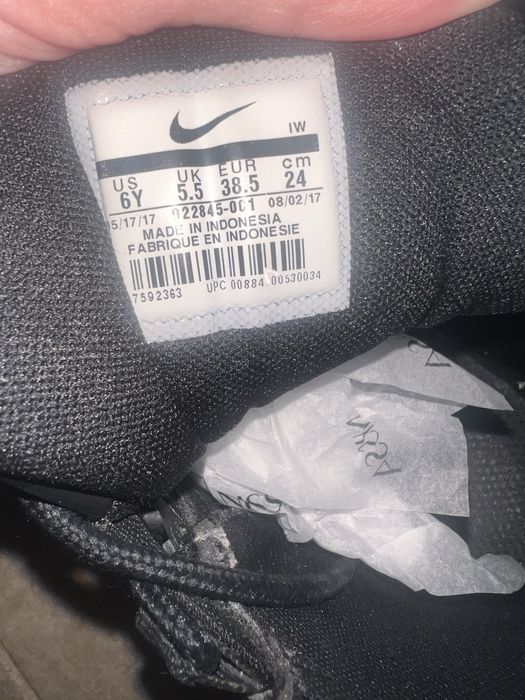 IW
US UK EUR cm
6Y 5.5 38.5 24
5/17/17 922845-001 08/02/17
MADE IN INDONESIA
FABRIQUE EN INDONESIE
7592363 UPC 00884 00530034